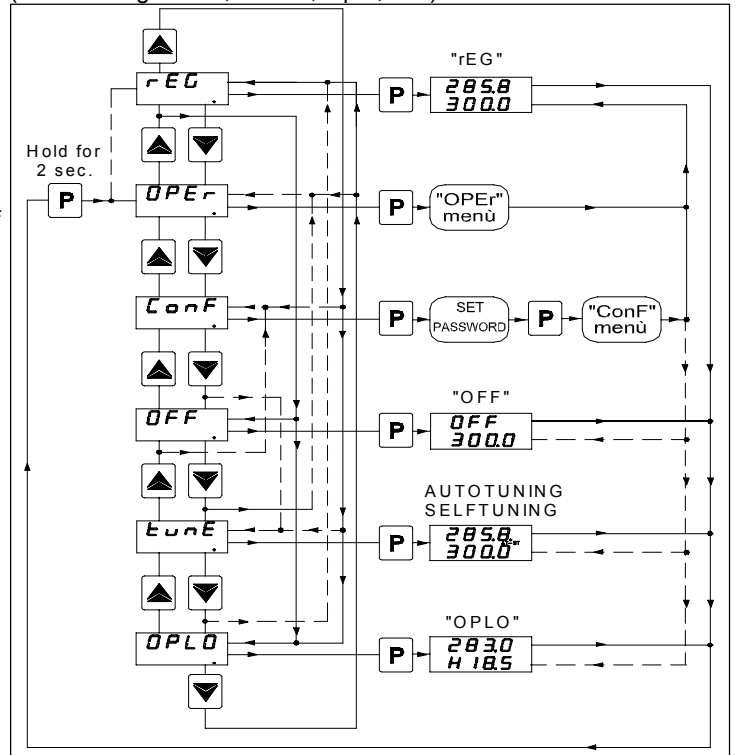 "rEG"
rEG.
P
285.8
300.0
Hold for
2 sec.
P
OPEr.
P
"OPEr"
menù
ConF.
P
SET
PASSWORD
P
"ConF"
menù
"OFF"
OFF.
P
OFF
300.0
AUTOTUNING
SELFTUNING
tunE.
P
285.8
300.0
"OPLO"
OPLO.
P
283.0
H 18.5